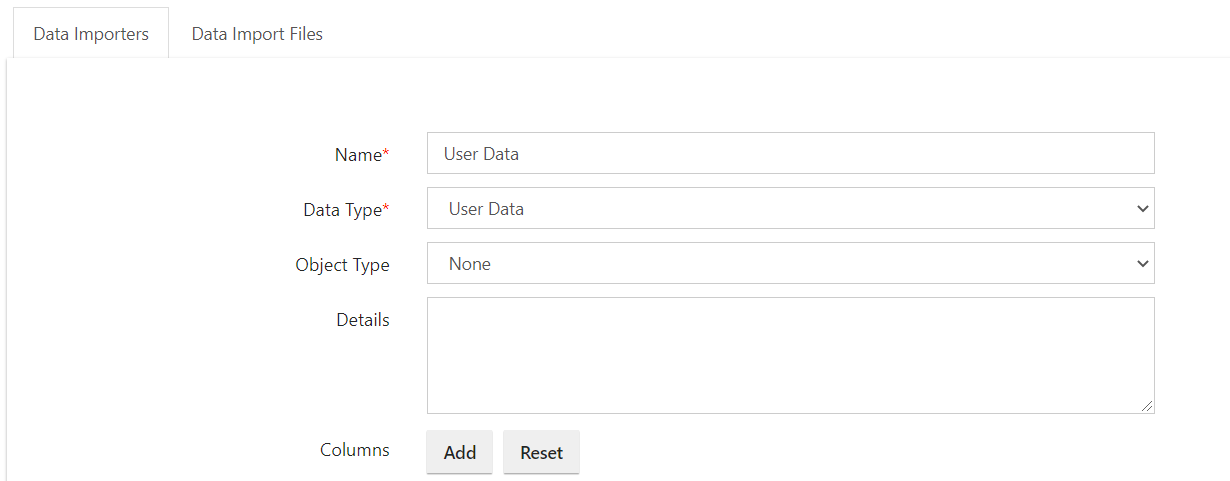 Data Importers Data Import Files
Name* User Data
Data Type* User Data
Object Type None
Details
Columns Add Reset